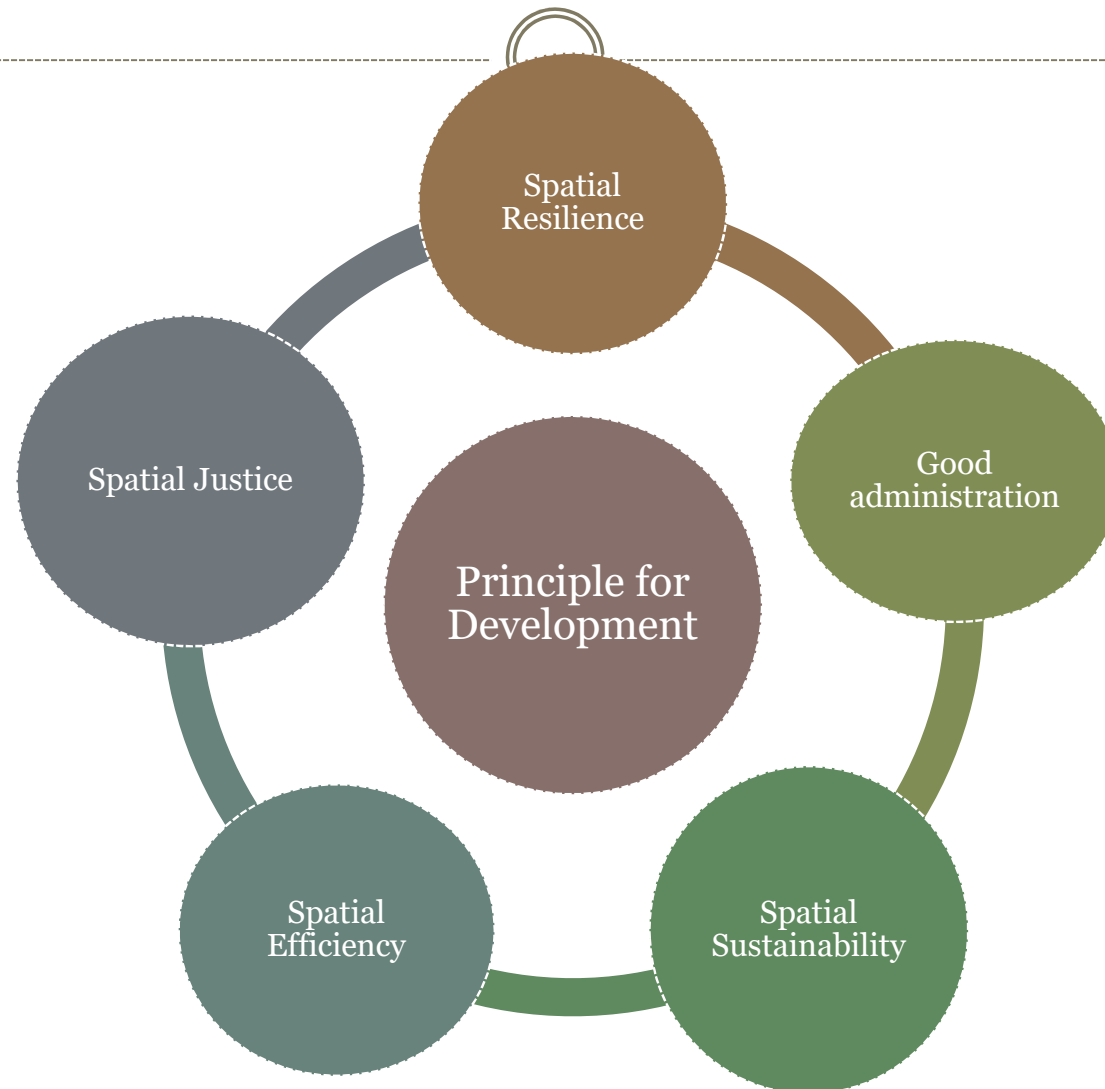 Spatial
Resilience
Good
administration
Spatial
Sustainability
Spatial
Efficiency
Spatial Justice
Principle for
Development